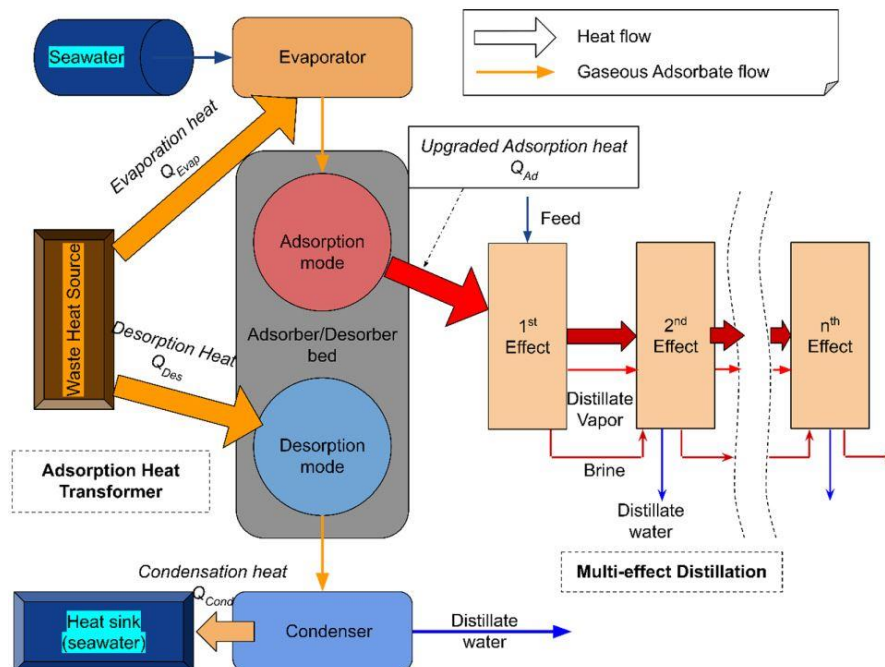 Seawater
Evaporator
Heat flow
Gaseous Adsorbate flow
Evaporation heat
Q_Evap
Upgraded Adsorption heat
Q_Ad
Feed
Adsorption
mode
Waste Heat Source
Desorption Heat
Q_Des
Adsorber/Desorber
bed
1st
Effect
2nd
Effect
nth
Effect
Distillate
Vapor
Desorption
mode
Brine
Adsorption Heat
Transformer
Distillate
water
Multi-effect Distillation
Condensation heat
Q_Cond
Heat sink
(seawater)
Condenser
Distillate
water